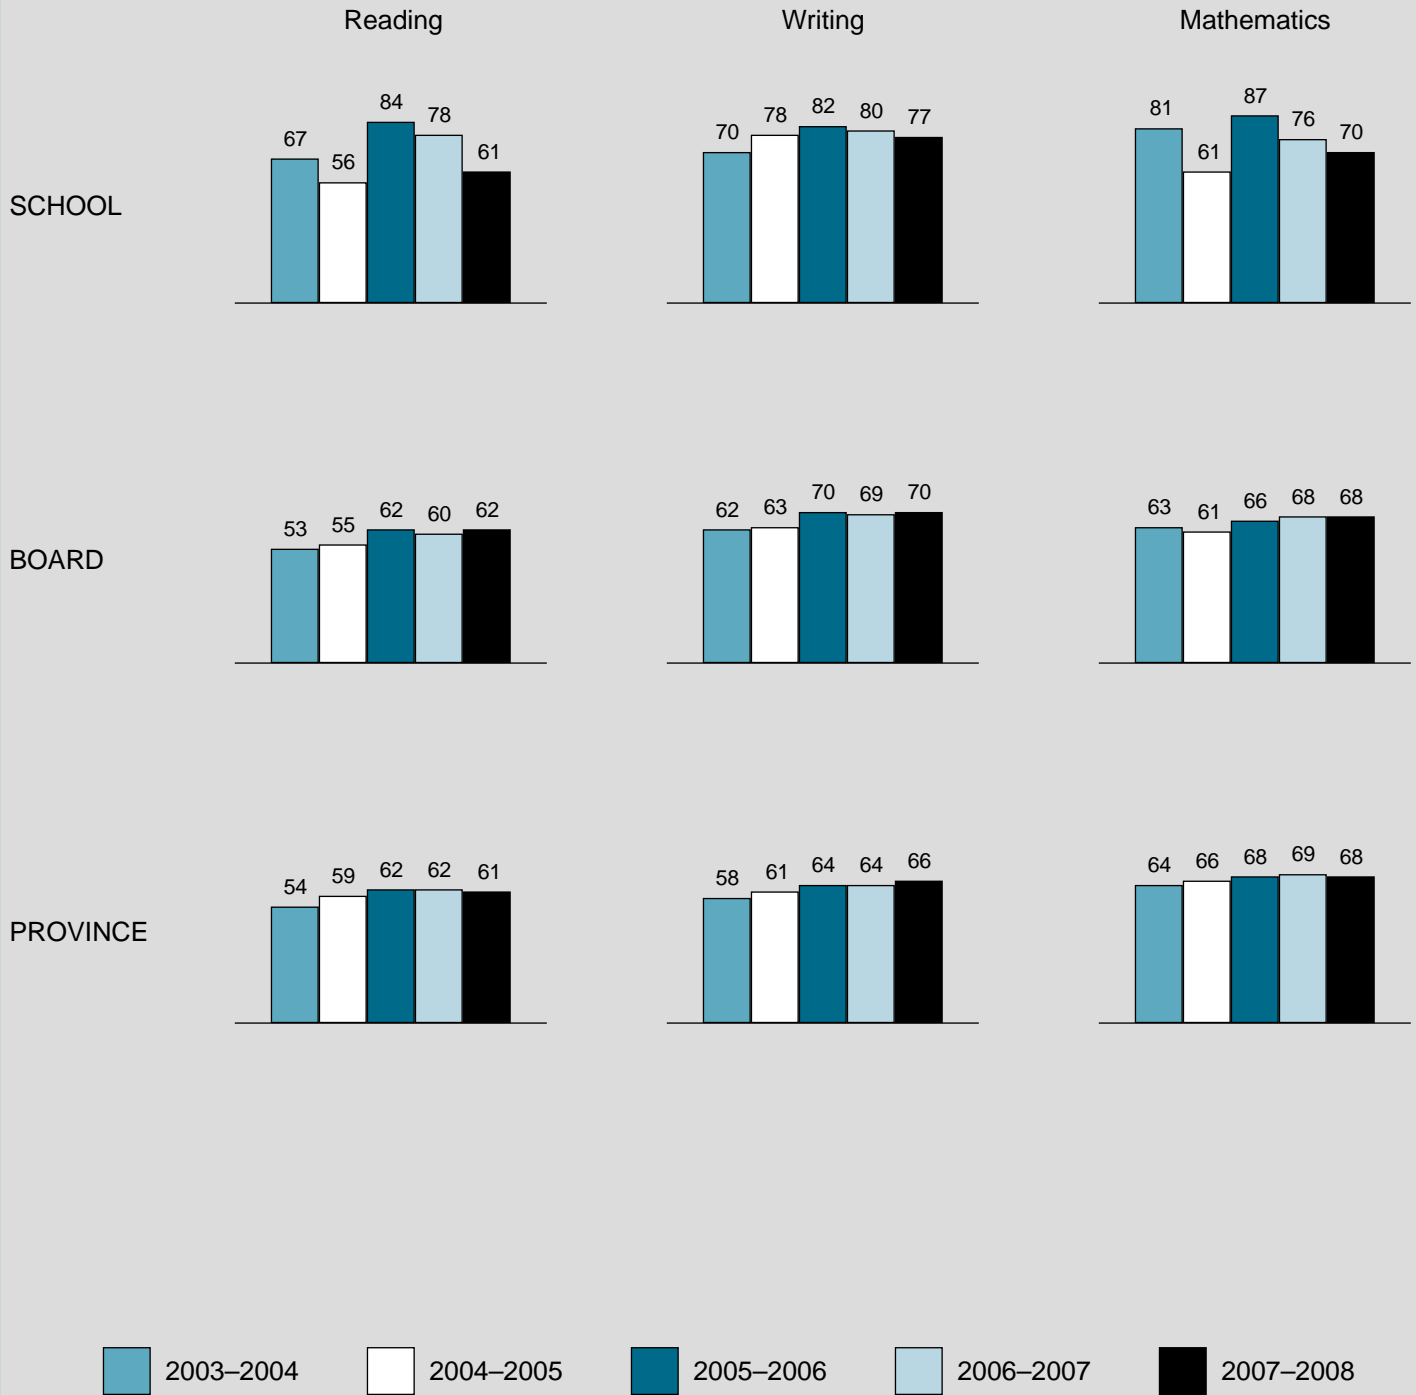 Reading Writing Mathematics
SCHOOL
67 56 84 78 61
70 78 82 80 77
81 61 87 76 70
BOARD
53 55 62 60 62
62 63 70 69 70
63 61 66 68 68
PROVINCE
54 59 62 62 61
58 61 64 64 66
64 66 68 69 68
2003–2004 2004–2005 2005–2006 2006–2007 2007–2008